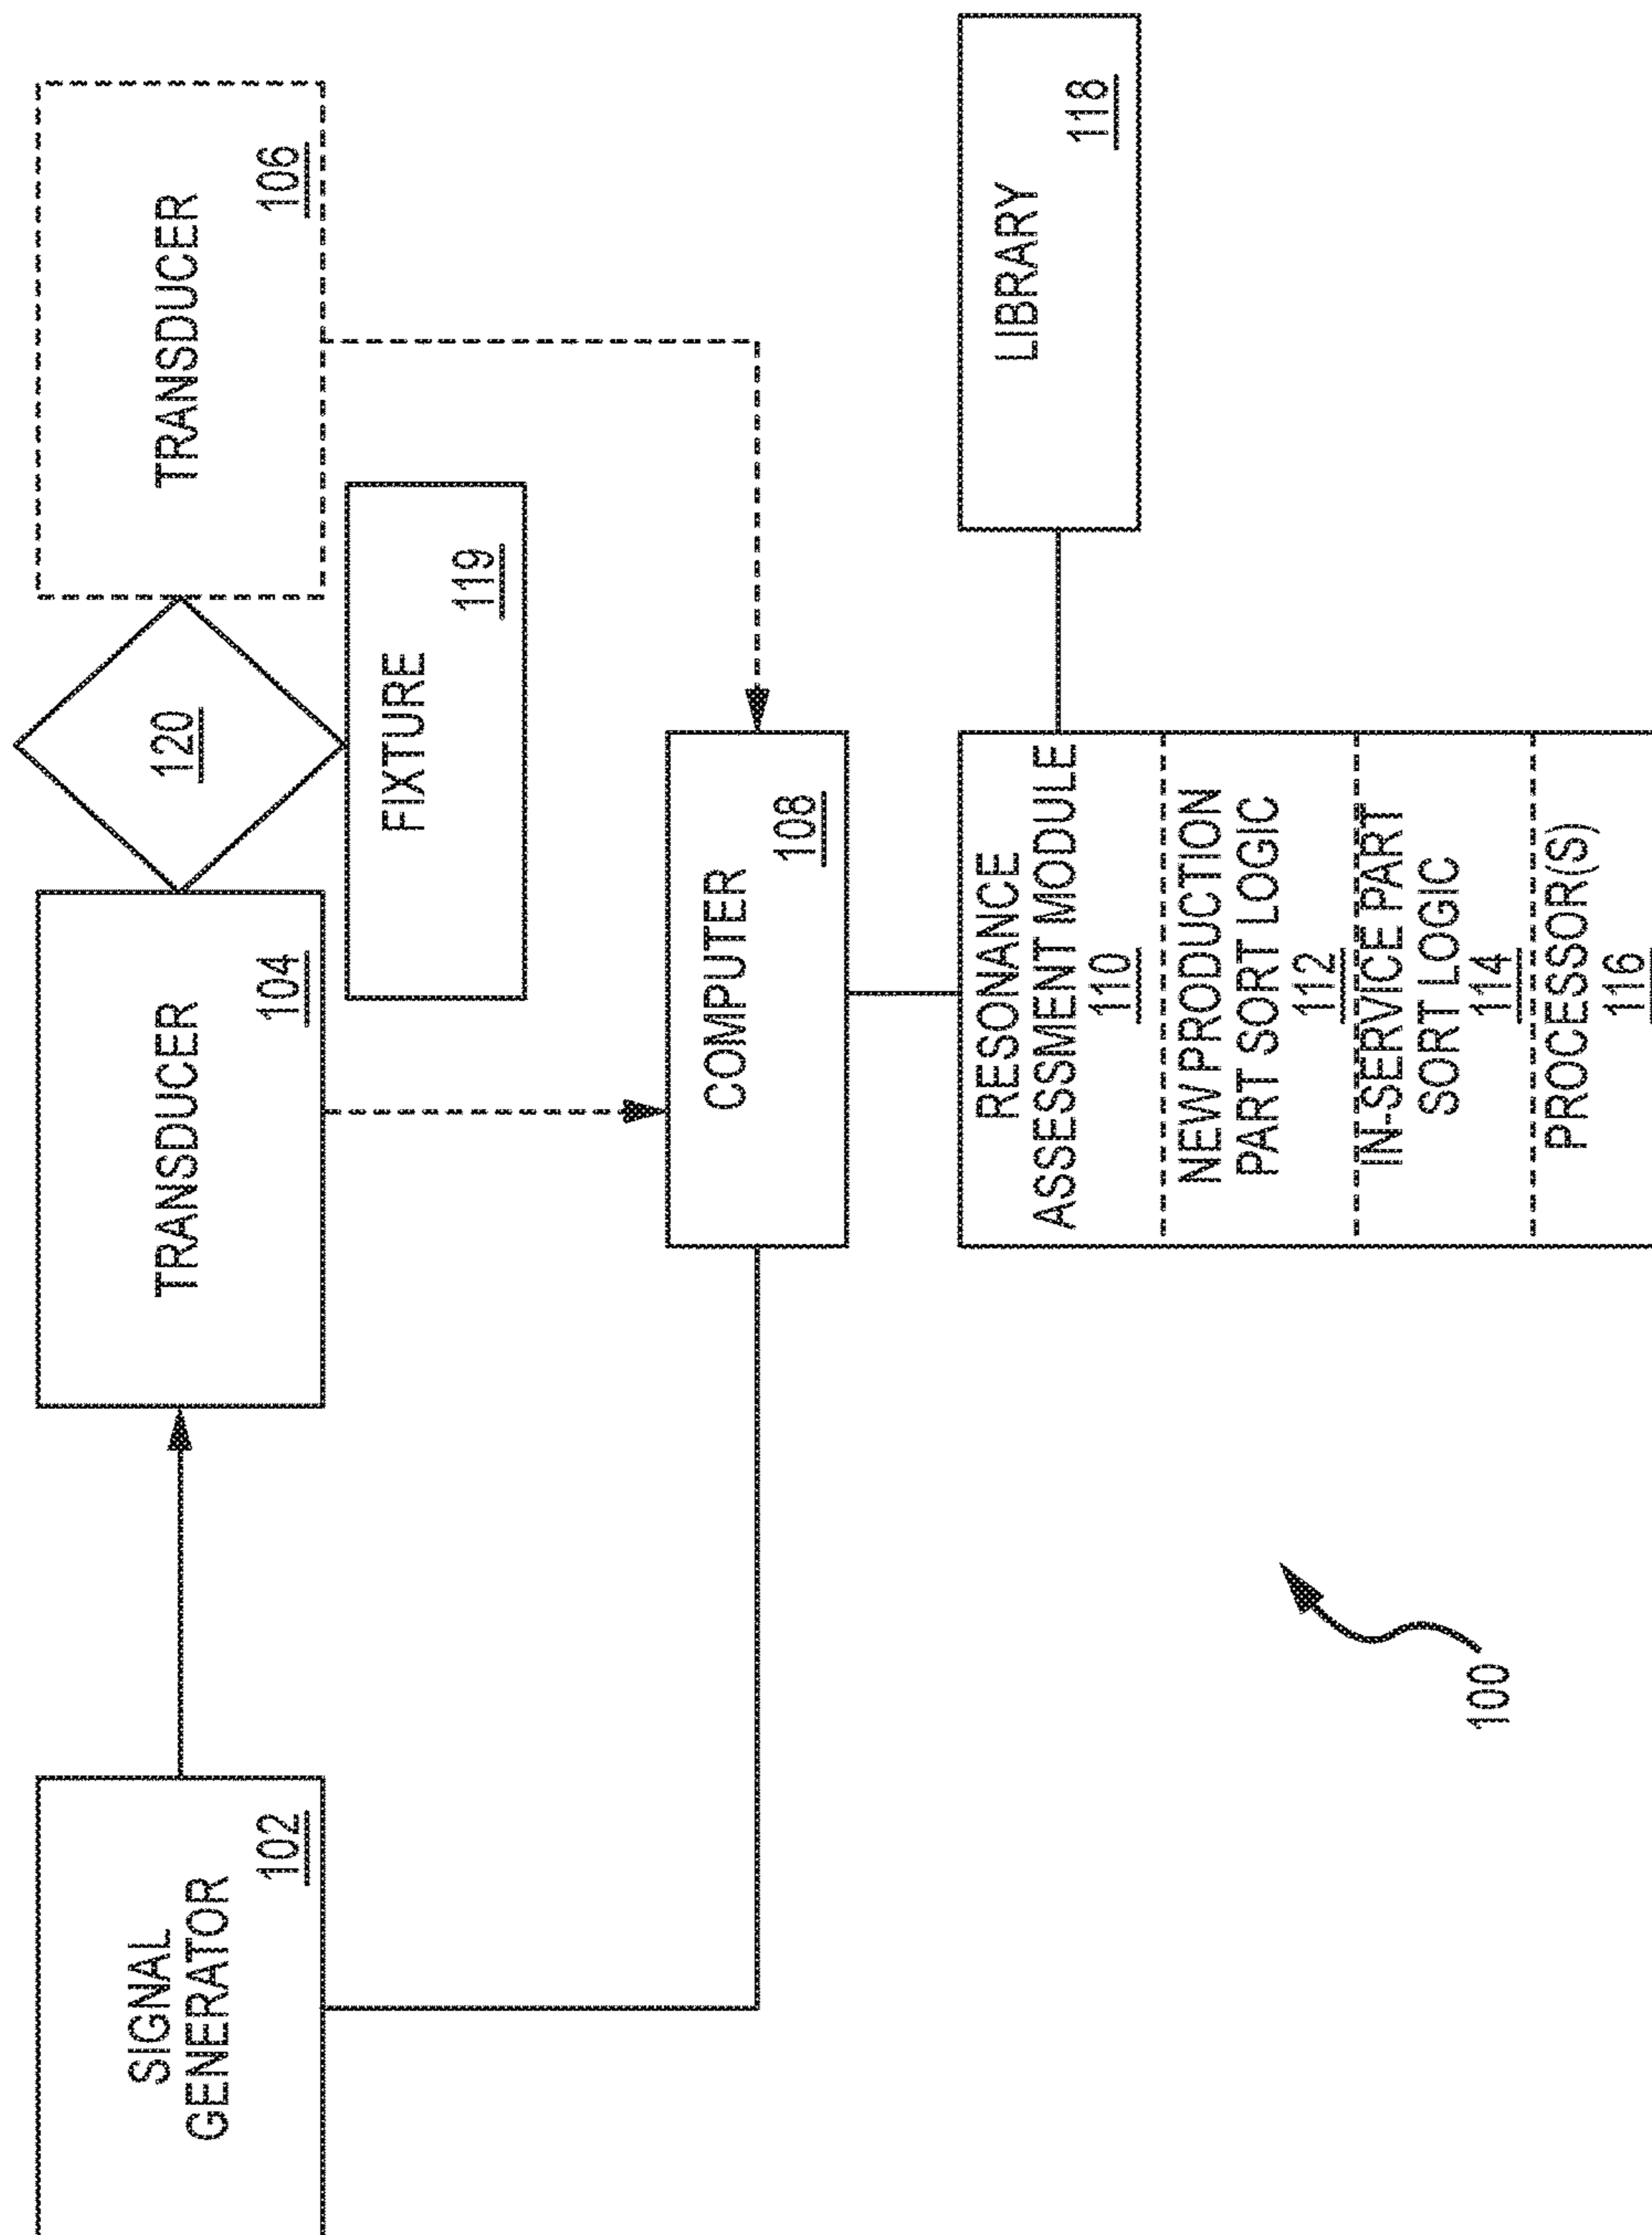 SIGNAL
GENERATOR
102
TRANSDUCER
104
120
TRANSDUCER
106
FIXTURE
119
COMPUTER
108
RESONANCE
ASSESSMENT MODULE
110
NEW PRODUCTION
PART SORT LOGIC
112
IN-SERVICE PART
SORT LOGIC
114
PROCESSOR(S)
116
LIBRARY
118
100